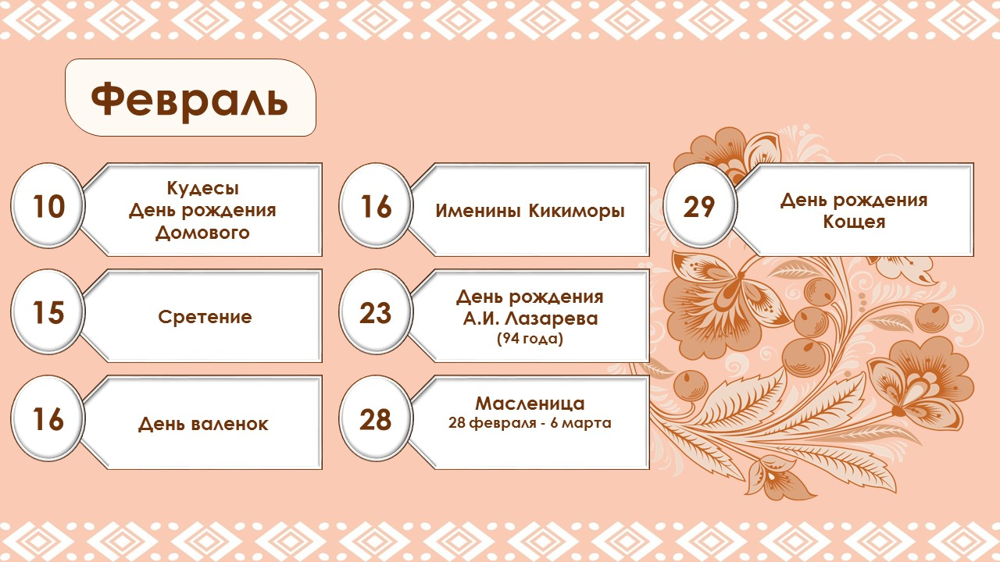 Февраль
10
Кудесы
День рождения
Домового
15
Сретение
16
День валенок
16
Именины Кикиморы
23
День рождения
А.И. Лазарева
(94 года)
28
Масленица
28 февраля - 6 марта
29
День рождения
Кощея